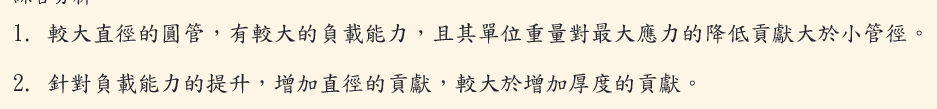 1. 較大直徑的圓管，有較大的負載能力，且其單位重量對最大應力的降低貢獻大於小管徑。
2. 針對負載能力的提升，增加直徑的貢獻，較大於增加厚度的貢獻。